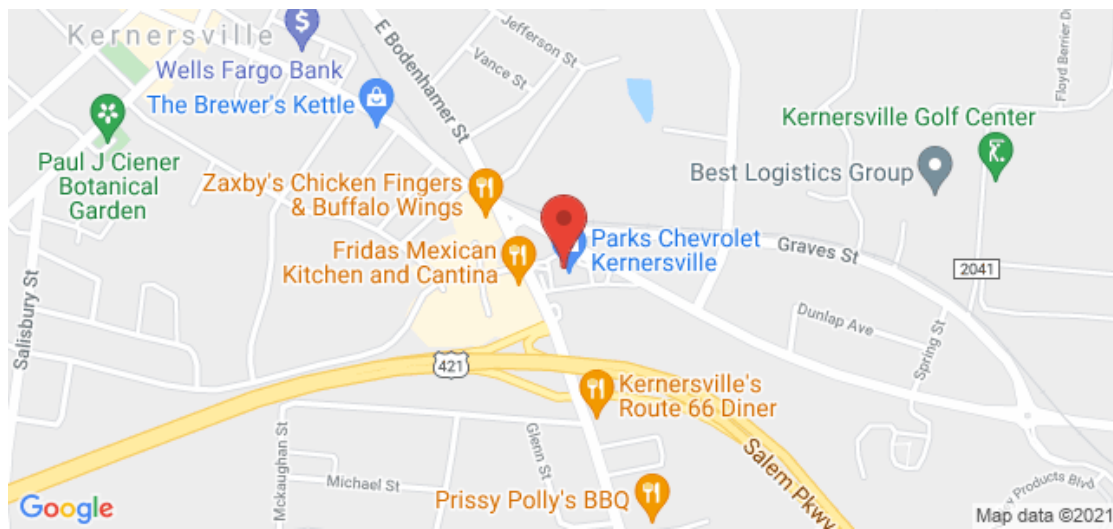 Kernersville
Wells Fargo Bank
The Brewer's Kettle
E Bodenhamer St
Jefferson St
Vance St
Floyd Berrier D
Kernersville Golf Center
Paul J Ciener
Botanical
Garden
Zaxby's Chicken Fingers
& Buffalo Wings
Best Logistics Group
Fridas Mexican
Kitchen and Cantina
Parks Chevrolet
Kernersville
Graves St
2041
Salisbury St
Dunlap Ave
Spring St
421
Kernersville's
Route 66 Diner
Mckaughan St
Glenn St
Salem Pkwy
Michael St
Prissy Polly's BBQ
y Products Blvd
Google
Map data ©2021